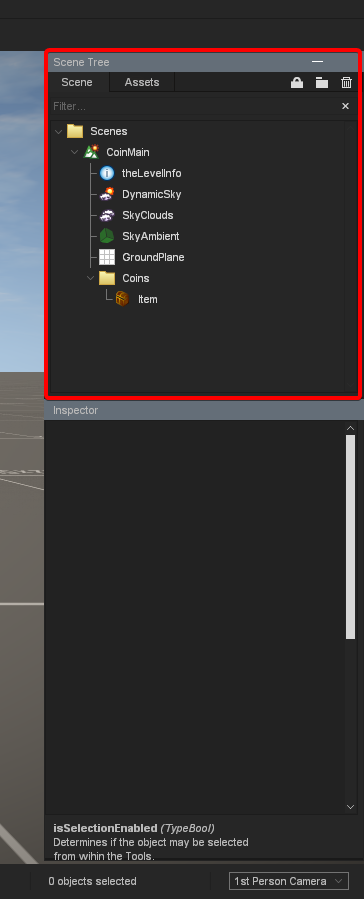 Scene Tree
Scene Assets
Filter...
Scenes
CoinMain
theLevelInfo
DynamicSky
SkyClouds
SkyAmbient
GroundPlane
Coins
Item
Inspector
isSelectionEnabled (TypeBool)
Determines if the object may be selected
from wihin the Tools.
0 objects selected
1st Person Camera